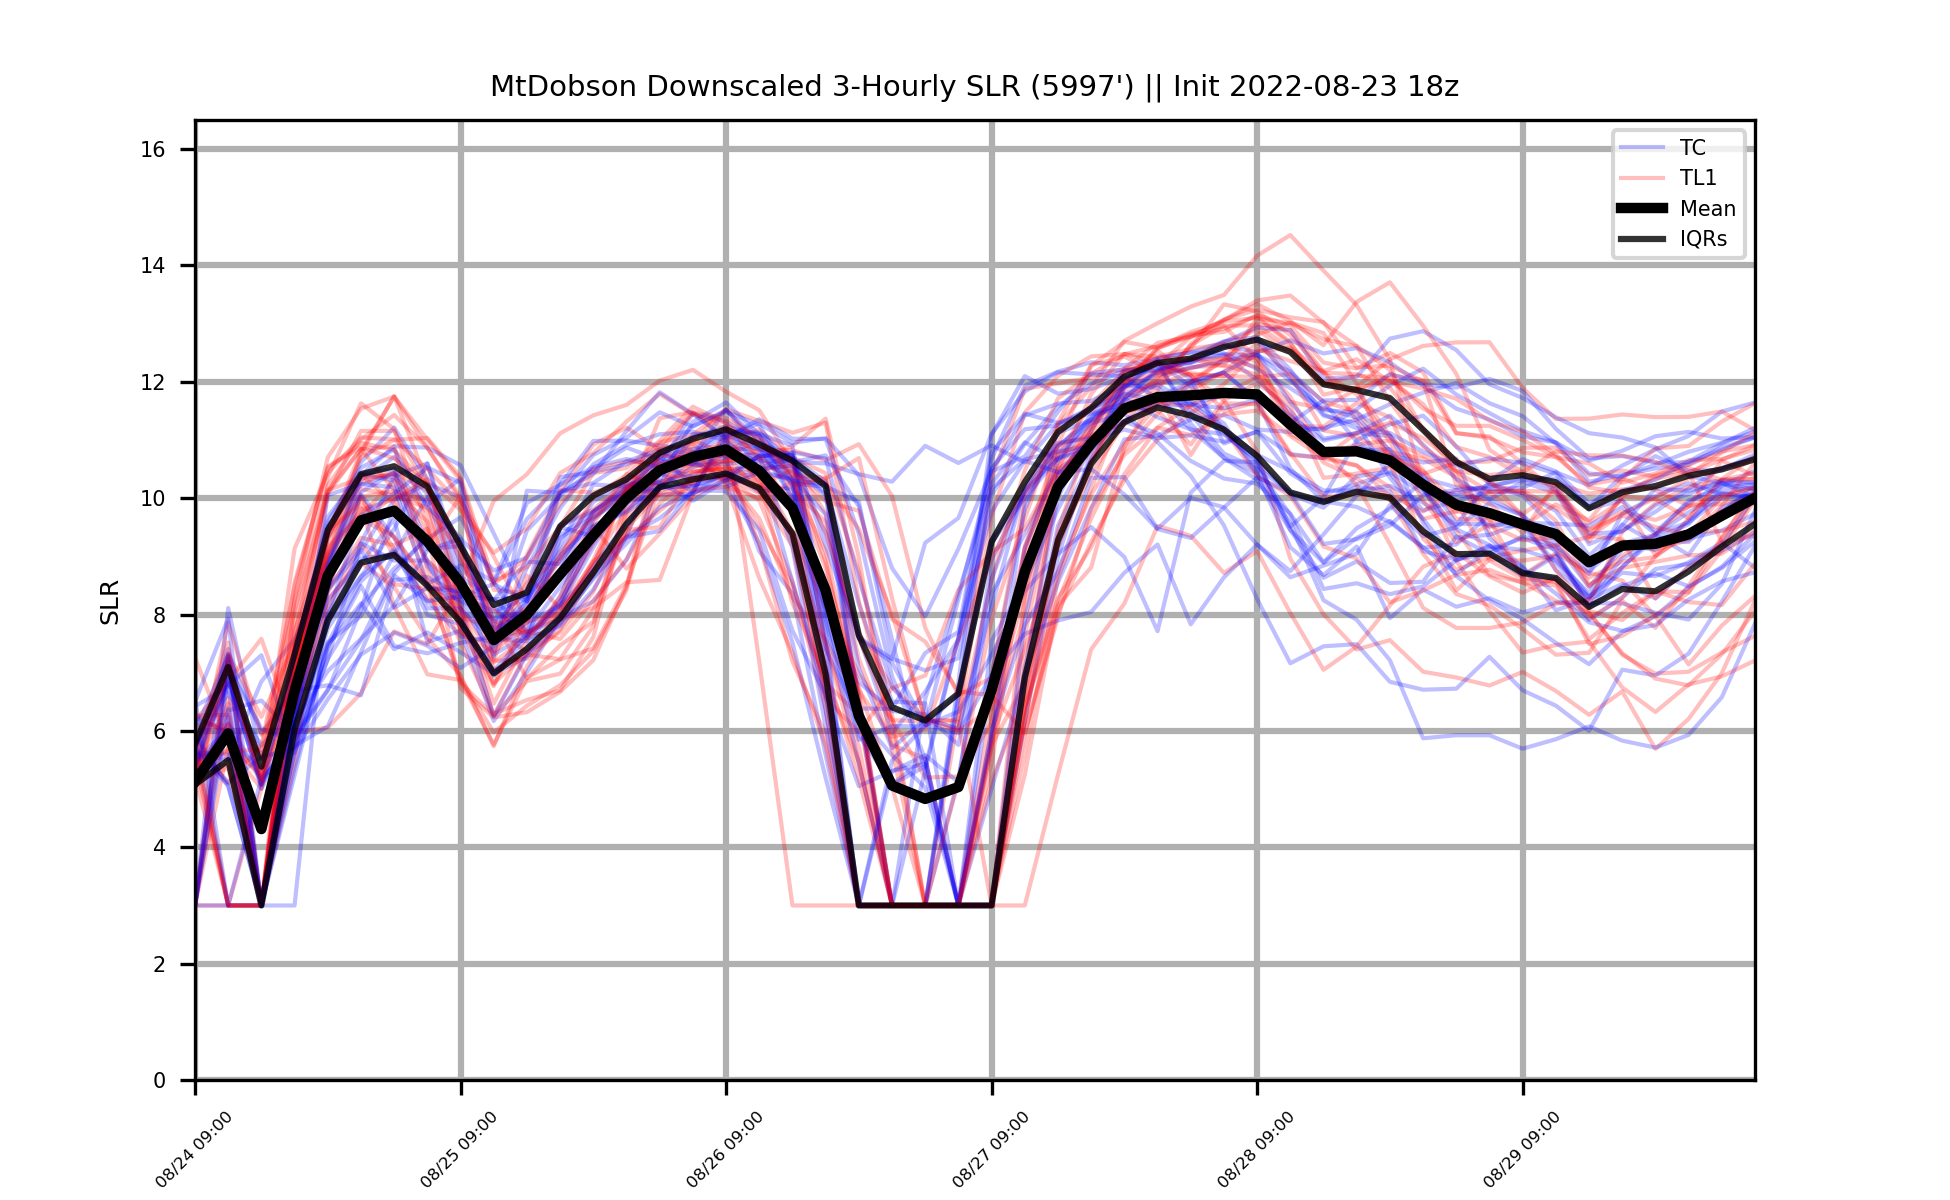 MtDobson Downscaled 3-Hourly SLR (5997') || Init 2022-08-23 18z
TC
TL1
Mean
IQRs
SLR
16
14
12
10
8
6
4
2
0
08/24 09:00
08/25 09:00
08/26 09:00
08/27 09:00
08/28 09:00
08/29 09:00